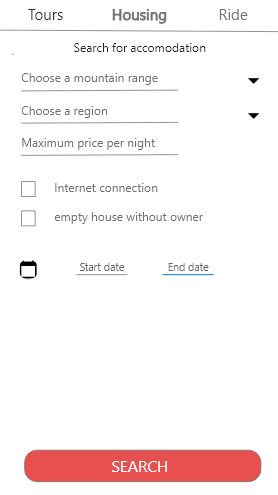 Tours Housing Ride
Search for accomodation
Choose a mountain range
Choose a region
Maximum price per night
Internet connection
empty house without owner
Start date End date
SEARCH